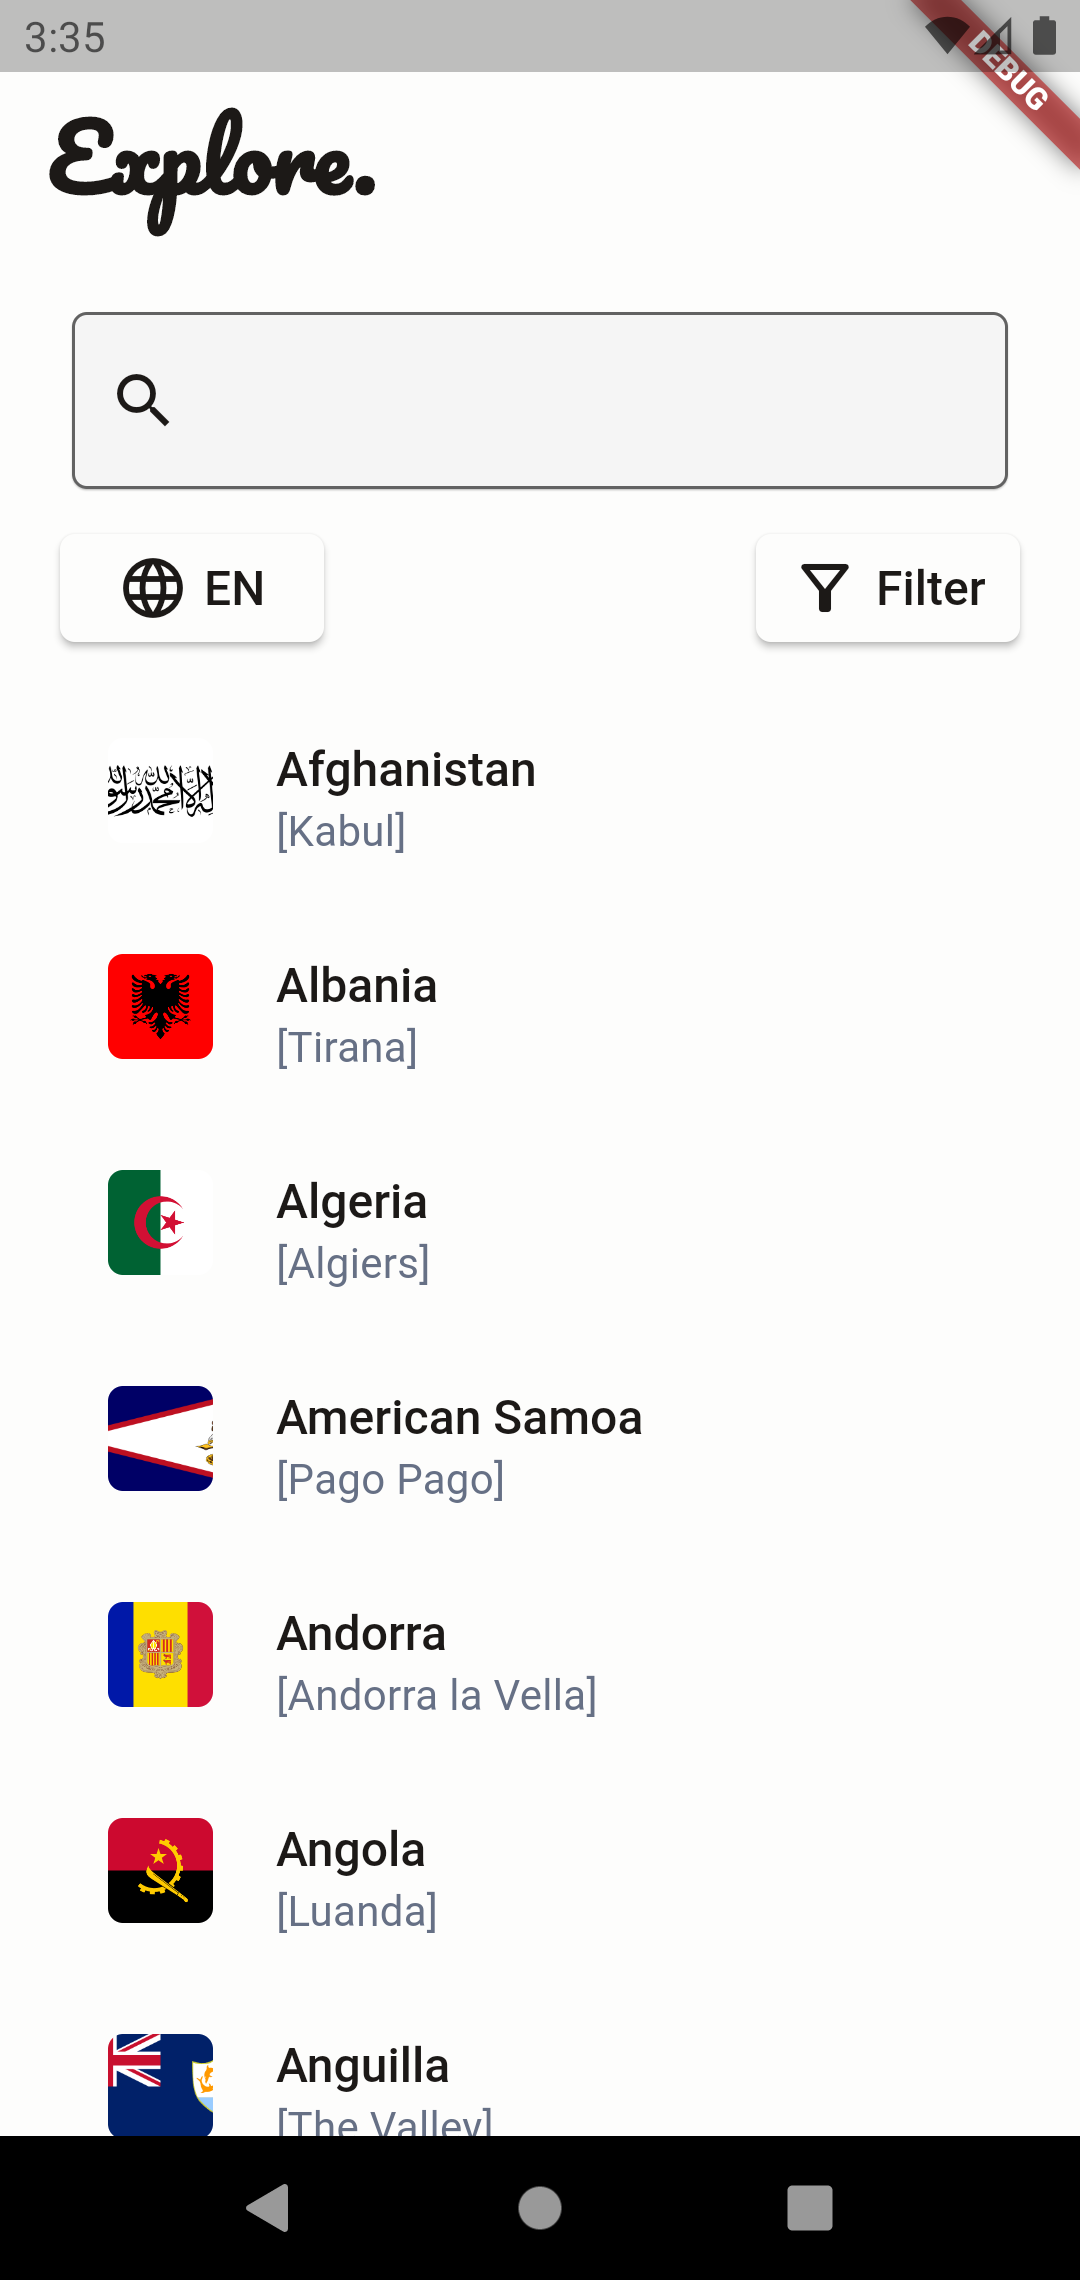 3:35
DEBUG
Explore.
EN
Filter
Afghanistan
[Kabul]
Albania
[Tirana]
Algeria
[Algiers]
American Samoa
[Pago Pago]
Andorra
[Andorra la Vella]
Angola
[Luanda]
Anguilla
[The Valley]